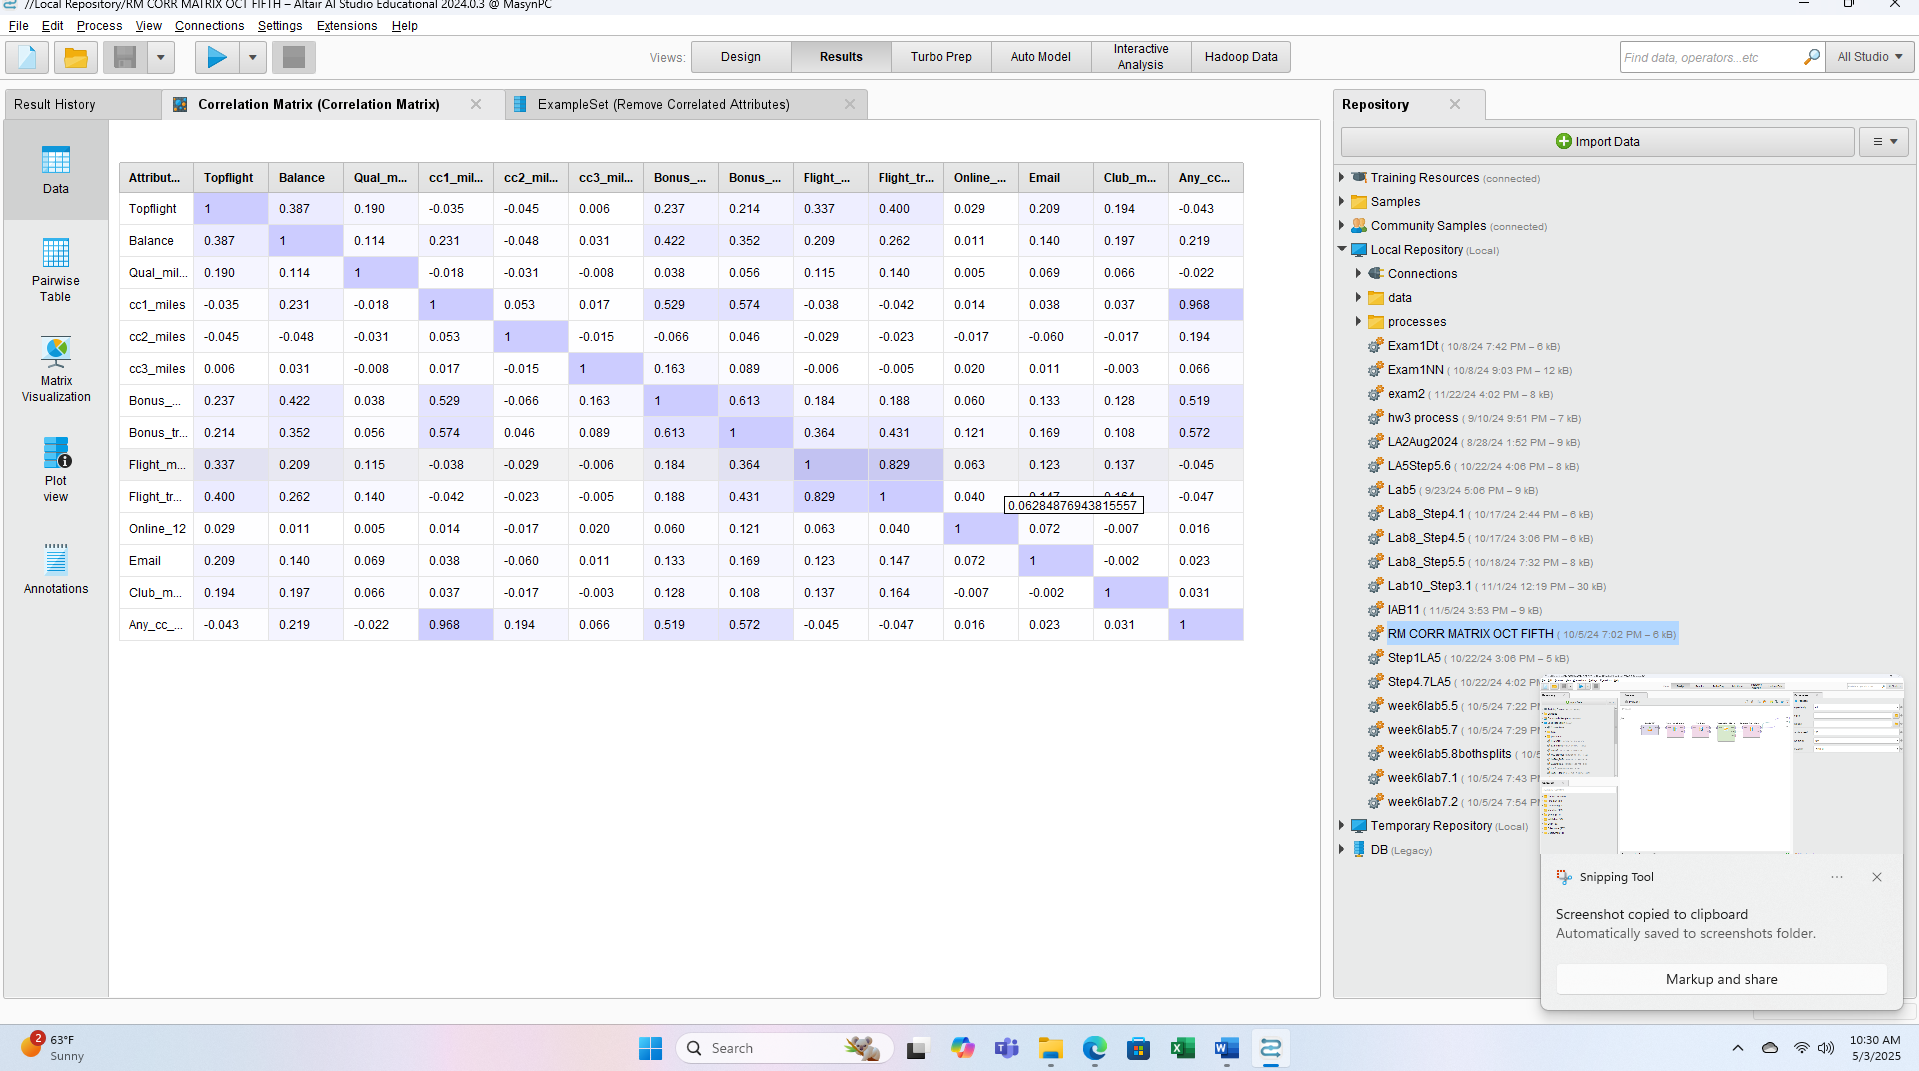 //Local Repository/RM CORR MATRIX OCT FIFTH – Altair AI Studio Educational 2024.0.3 @ MasynPC
File Edit Process View Connections Settings Extensions Help
Views: Design Results Turbo Prep Auto Model Interactive Analysis Hadoop Data
Find data, operators...etc All Studio
Result History Correlation Matrix (Correlation Matrix) ExampleSet (Remove Correlated Attributes)
Data
Pairwise
Table
Matrix
Visualization
Plot
view
Annotations
Attribut... Topflight Balance Qual_m... cc1_mil... cc2_mil... cc3_mil... Bonus_... Bonus_... Flight_... Flight_tr... Online_... Email Club_m... Any_cc...
Topflight 1 0.387 0.190 -0.035 -0.045 0.006 0.237 0.214 0.337 0.400 0.029 0.209 0.194 -0.043
Balance 0.387 1 0.114 0.231 -0.048 0.031 0.422 0.352 0.209 0.262 0.011 0.140 0.197 0.219
Qual_mil... 0.190 0.114 1 -0.018 -0.031 -0.008 0.038 0.056 0.115 0.140 0.005 0.069 0.066 -0.022
cc1_miles -0.035 0.231 -0.018 1 0.053 0.017 0.529 0.574 -0.038 -0.042 0.014 0.038 0.037 0.968
cc2_miles -0.045 -0.048 -0.031 0.053 1 -0.015 -0.066 0.046 -0.029 -0.023 -0.017 -0.060 -0.017 0.194
cc3_miles 0.006 0.031 -0.008 0.017 -0.015 1 0.163 0.089 -0.006 -0.005 0.020 0.011 -0.003 0.066
Bonus_... 0.237 0.422 0.038 0.529 -0.066 0.163 1 0.613 0.184 0.188 0.060 0.133 0.128 0.519
Bonus_tr... 0.214 0.352 0.056 0.574 0.046 0.089 0.613 1 0.364 0.431 0.121 0.169 0.108 0.572
Flight_m... 0.337 0.209 0.115 -0.038 -0.029 -0.006 0.184 0.364 1 0.829 0.063 0.123 0.137 -0.045
Flight_tr... 0.400 0.262 0.140 -0.042 -0.023 -0.005 0.188 0.431 0.829 1 0.040 -0.047
0.06284876943815557
Online_12 0.029 0.011 0.005 0.014 -0.017 0.020 0.060 0.121 0.063 0.040 1 0.072 -0.007 0.016
Email 0.209 0.140 0.069 0.038 -0.060 0.011 0.133 0.169 0.123 0.147 0.072 1 -0.002 0.023
Club_m... 0.194 0.197 0.066 0.037 -0.017 -0.003 0.128 0.108 0.137 0.164 -0.007 -0.002 1 0.031
Any_cc_... -0.043 0.219 -0.022 0.968 0.194 0.066 0.519 0.572 -0.045 -0.047 0.016 0.023 0.031 1
Repository
Import Data
Training Resources (connected)
Samples
Community Samples (connected)
Local Repository (Local)
Connections
data
processes
Exam1Dt ( 10/8/24 7:42 PM – 6 kB)
Exam1NN ( 10/8/24 9:03 PM – 12 kB)
exam2 ( 11/22/24 4:02 PM – 8 kB)
hw3 process ( 9/10/24 9:51 PM – 7 kB)
LA2Aug2024 ( 8/28/24 1:52 PM – 9 kB)
LA5Step5.6 ( 10/22/24 4:06 PM – 8 kB)
Lab5 ( 9/23/24 5:06 PM – 9 kB)
Lab8_Step4.1 ( 10/17/24 2:44 PM – 6 kB)
Lab8_Step4.5 ( 10/17/24 3:06 PM – 6 kB)
Lab8_Step5.5 ( 10/18/24 7:32 PM – 8 kB)
Lab10_Step3.1 ( 11/1/24 12:19 PM – 30 kB)
lAB11 ( 11/5/24 3:53 PM – 9 kB)
RM CORR MATRIX OCT FIFTH ( 10/5/24 7:02 PM – 6 kB)
Step1LA5 ( 10/22/24 3:06 PM – 5 kB)
Step4.7LA5 ( 10/22/24 4:02 PM
week6lab5.5 ( 10/5/24 7:22 PM
week6lab5.7 ( 10/5/24 7:29 PM
week6lab5.8bothsplits ( 10/5
week6lab7.1 ( 10/5/24 7:43 PM
week6lab7.2 ( 10/5/24 7:54 PM
Temporary Repository (Local)
DB (Legacy)
Snipping Tool
Screenshot copied to clipboard
Automatically saved to screenshots folder.
Markup and share
2
63°F
Sunny
Search
10:30 AM
5/3/2025